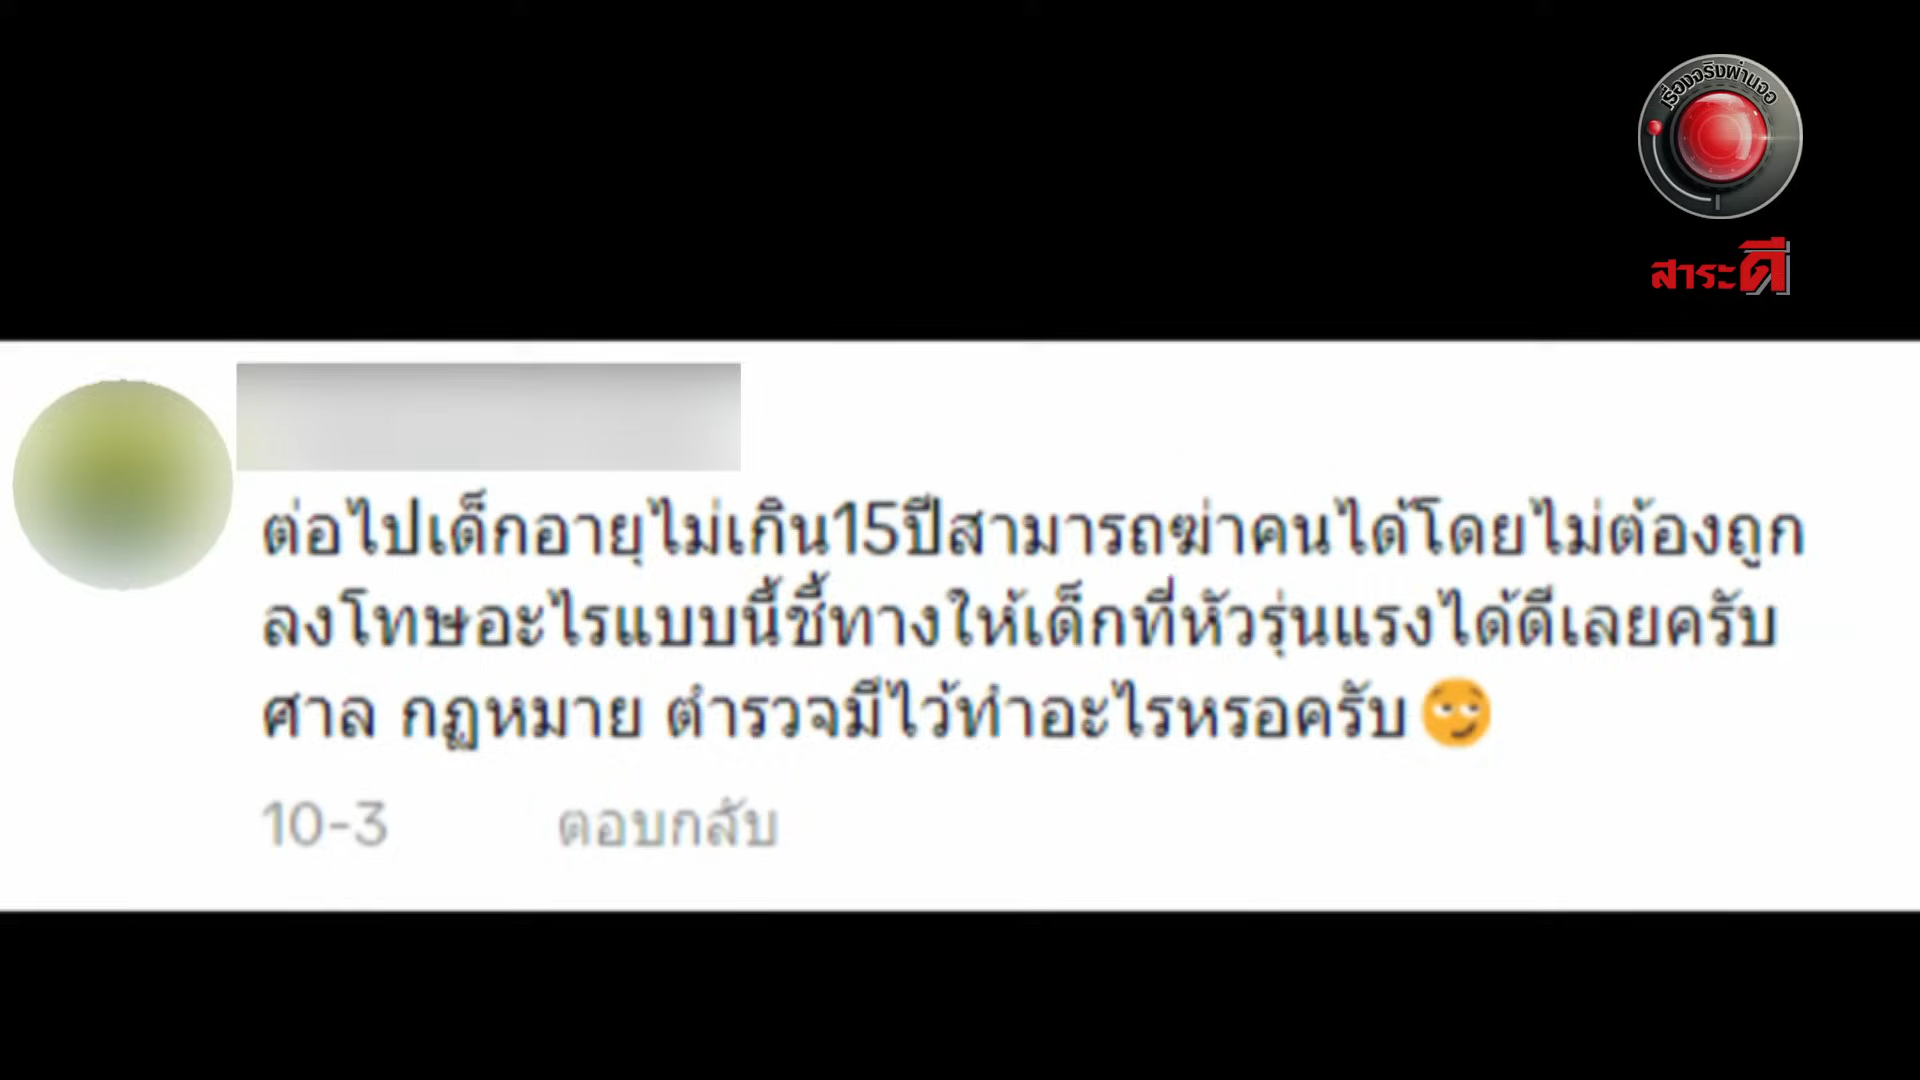 เรื่องจริงผ่านจอ
สาระดี
ต่อไปเด็กอายุไม่เกิน15ปีสามารถฆ่าคนได้โดยไม่ต้องถูก
ลงโทษอะไรแบบนี้ชี้ทางให้เด็กที่หัวรุ่นแรงได้ดีเลยครับ
ศาล กฏหมาย ตำรวจมีไว้ทำอะไรหรอครับ😏
10-3 ตอบกลับ